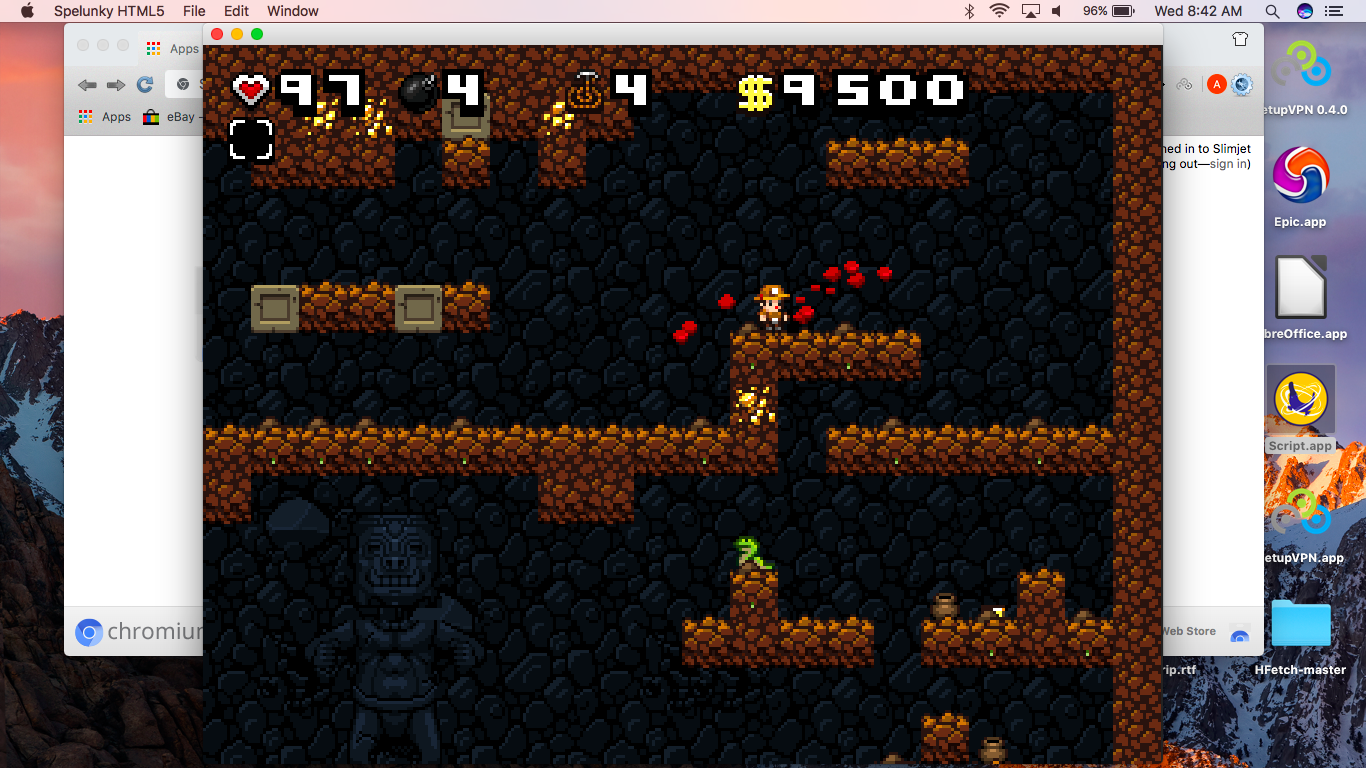 Spelunky HTML5 File Edit Window 96% Wed 8:42 AM
Apps
97 4 4 $9500
A
Apps eBay -
etupVPN 0.4.0
ned in to Slimjet
ng out—sign in)
Epic.app
breOffice.app
Script.app
etupVPN.app
chromium
Web Store
rip.rtf
HFetch-master